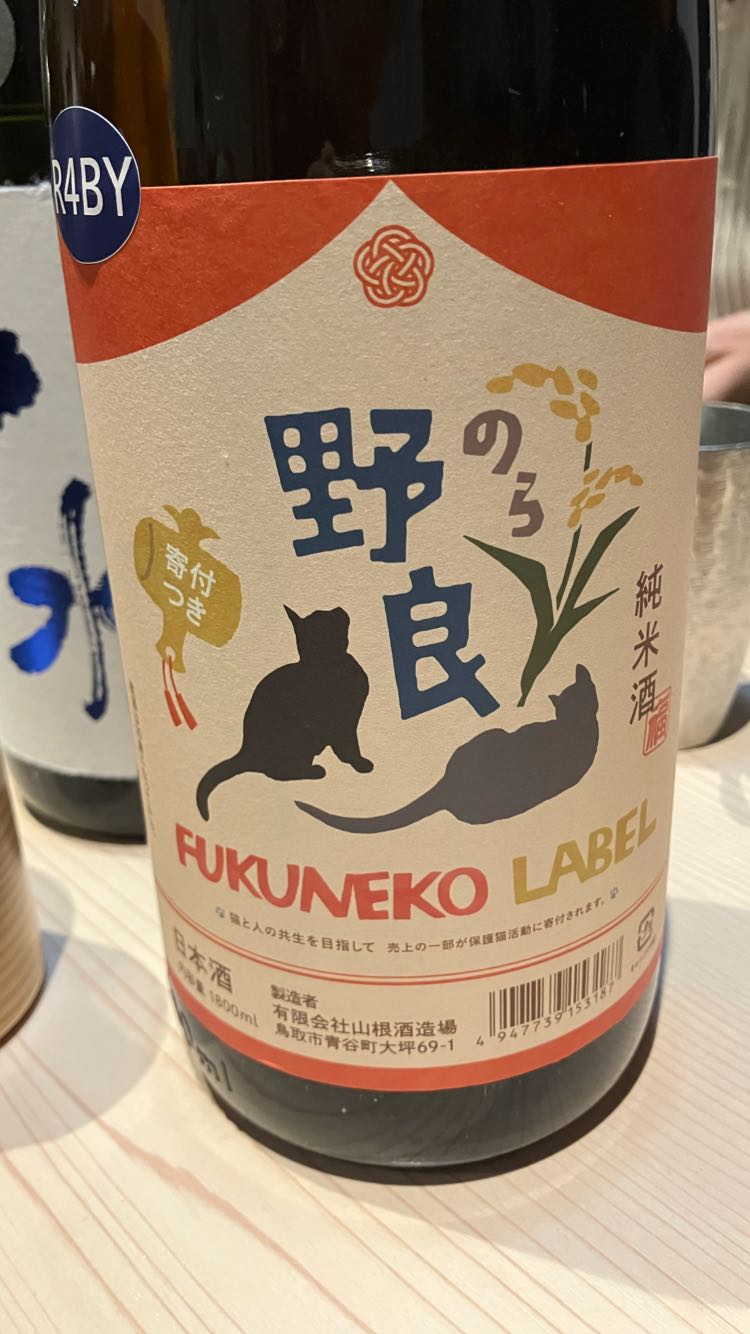 R4BY
野良
のら
寄付
つき
純米酒
福
FUKUNEKO LABEL
猫と人の共生を目指して 売上の一部が保護猫活動に寄付されます。
日本酒
内容量 1800ml
製造者
有限会社山根酒造場
鳥取市青谷町大坪69-1
4 947739 153187
水